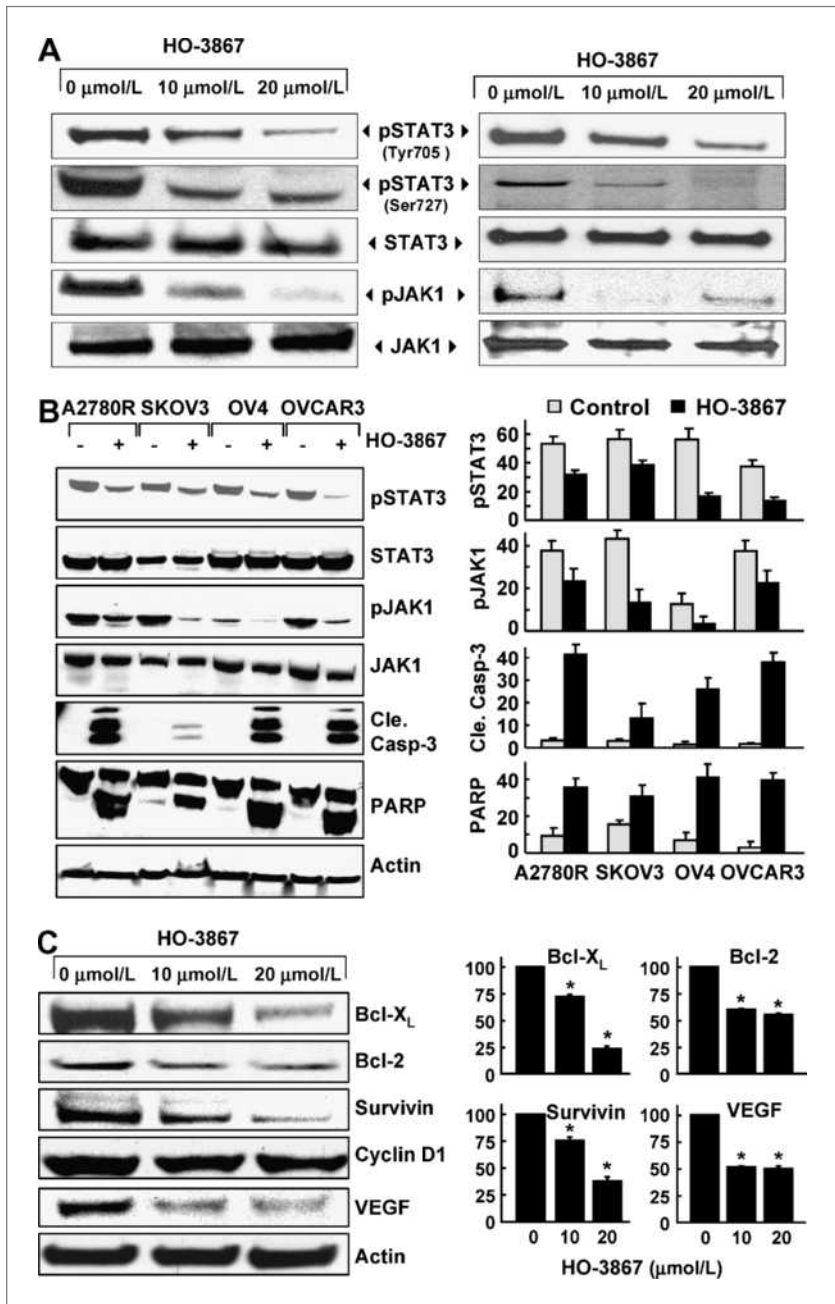 A
HO-3867
0 μmol/L 10 μmol/L 20 μmol/L
HO-3867
0 μmol/L 10 μmol/L 20 μmol/L
◄ pSTAT3 ►
(Tyr705 )
◄ pSTAT3 ►
(Ser727)
◄ STAT3 ►
◄ pJAK1 ►
◄ JAK1 ►
B
A2780R SKOV3 OV4 OVCAR3
- + - + - + - + HO-3867
pSTAT3
STAT3
pJAK1
JAK1
Cle.
Casp-3
PARP
Actin
Control HO-3867
pSTAT3
60
40
20
0
pJAK1
40
20
0
Cle. Casp-3
40
30
20
10
0
PARP
40
20
0
A2780R SKOV3 OV4 OVCAR3
C
HO-3867
0 μmol/L 10 μmol/L 20 μmol/L
Bcl-XL
Bcl-2
Survivin
Cyclin D1
VEGF
Actin
Bcl-XL
100
75
50
25
0
* *
Bcl-2
100
75
50
25
0
* *
Survivin
100
75
50
25
* *
0 10 20
VEGF
100
75
50
25
* *
0 10 20
HO-3867 (μmol/L)